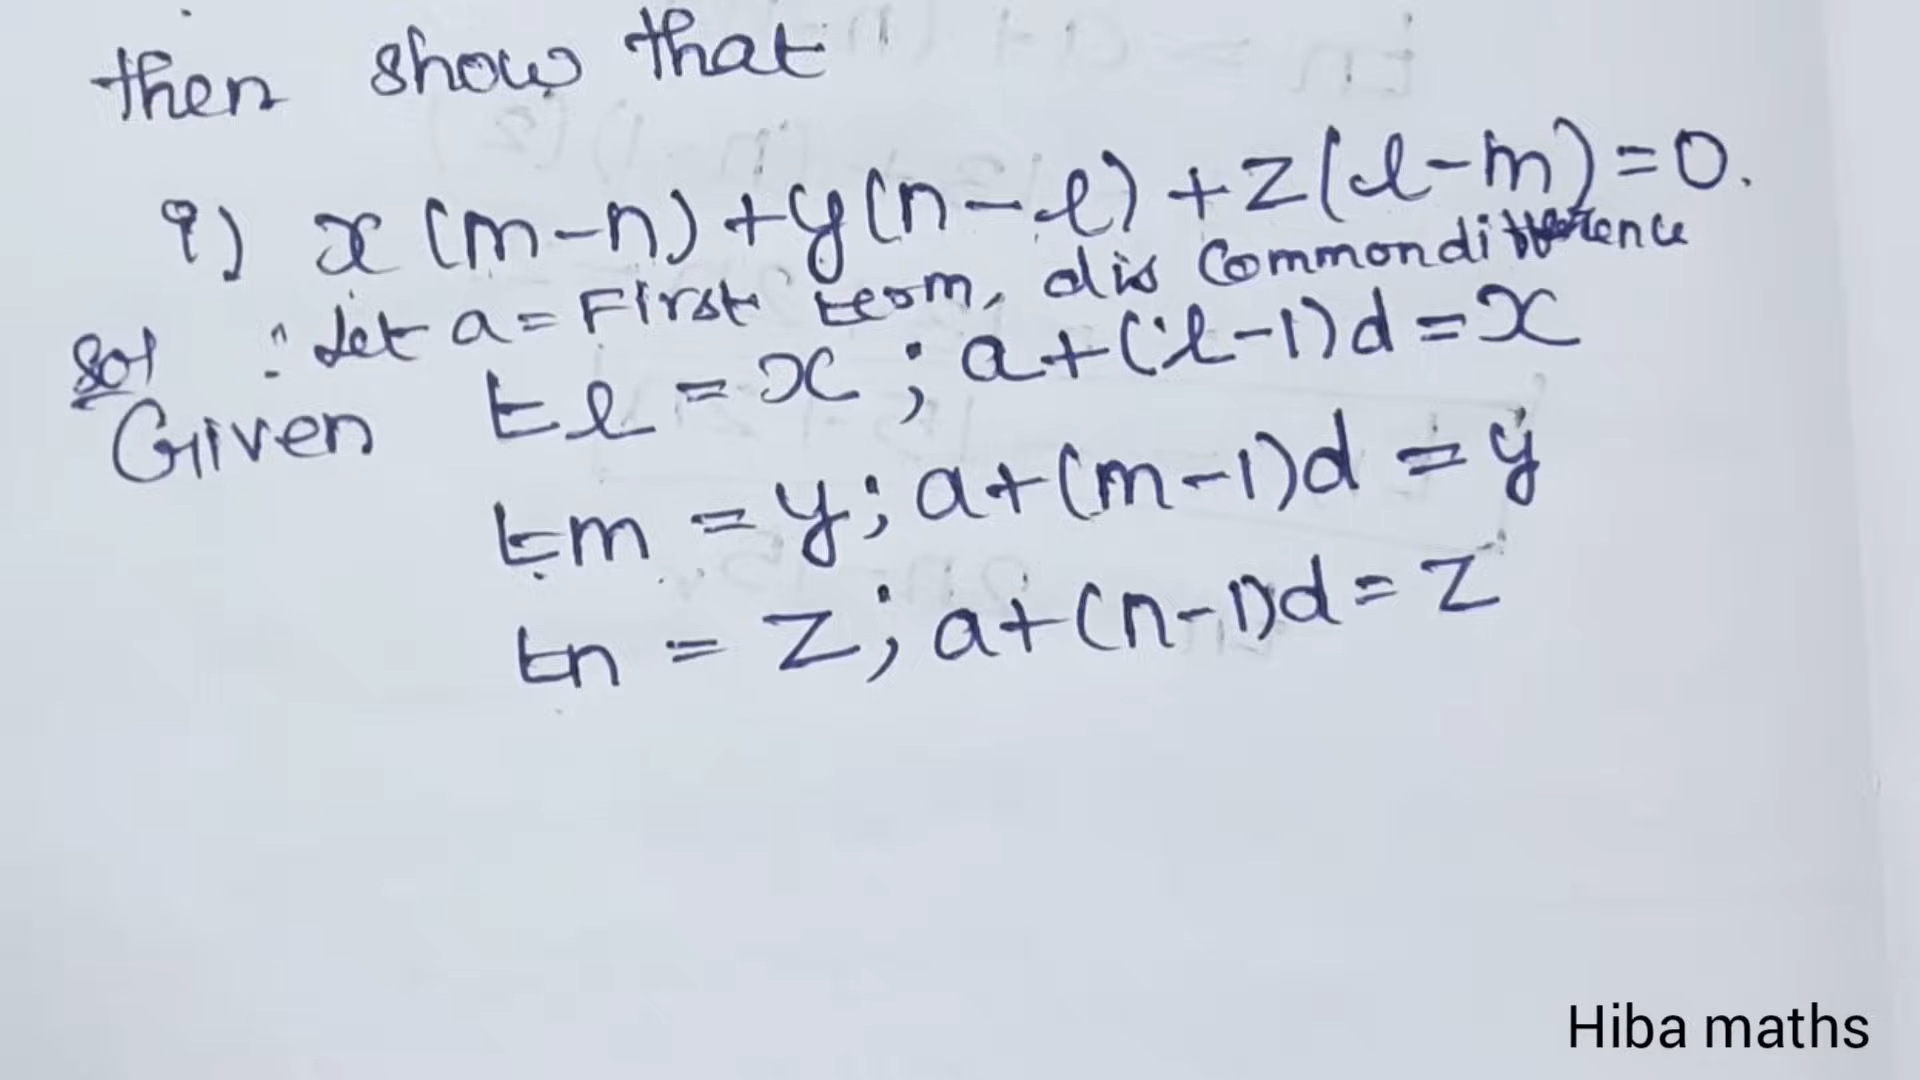 then show that
i) x(m-n)+y(n-l)+z(l-m)=0.
Sol : Let a = First term, d is Common difference
Given tl = x ; a+(l-1)d = x
tm = y ; a+(m-1)d = y
tn = z ; a+(n-1)d = z
Hiba maths